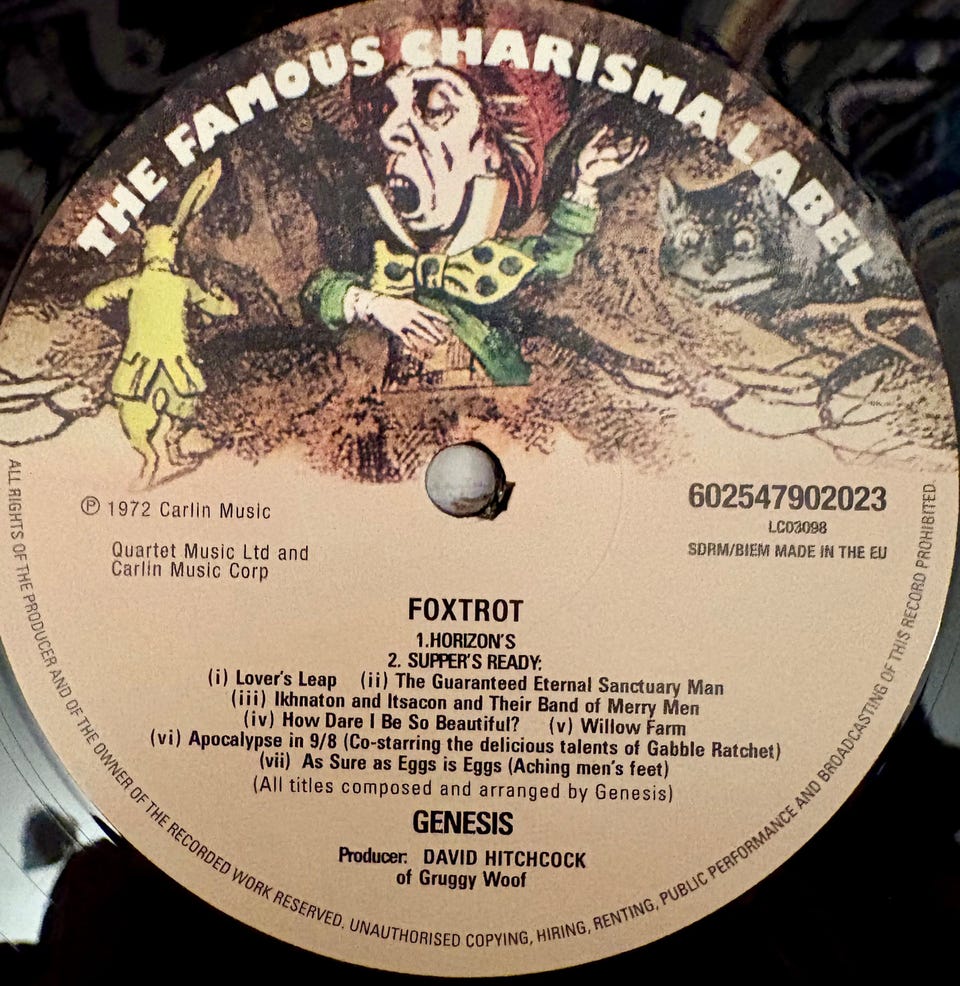 THE FAMOUS CHARISMA LABEL
℗ 1972 Carlin Music
Quartet Music Ltd and
Carlin Music Corp
602547902023
LC03098
SDRM/BIEM MADE IN THE EU
FOXTROT
1.HORIZON'S
2. SUPPER'S READY:
(i) Lover's Leap (ii) The Guaranteed Eternal Sanctuary Man
(iii) Ikhnaton and Itsacon and Their Band of Merry Men
(iv) How Dare I Be So Beautiful? (v) Willow Farm
(vi) Apocalypse in 9/8 (Co-starring the delicious talents of Gabble Ratchet)
(vii) As Sure as Eggs is Eggs (Aching men's feet)
(All titles composed and arranged by Genesis)
GENESIS
Producer: DAVID HITCHCOCK
of Gruggy Woof
ALL RIGHTS OF THE PRODUCER AND OF THE OWNER OF THE RECORDED WORK RESERVED. UNAUTHORISED COPYING, HIRING, RENTING, PUBLIC PERFORMANCE AND BROADCASTING OF THIS RECORD PROHIBITED.